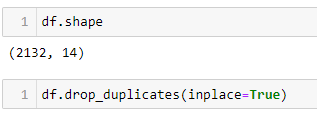 1 df.shape
(2132, 14)
1 df.drop_duplicates(inplace=True)